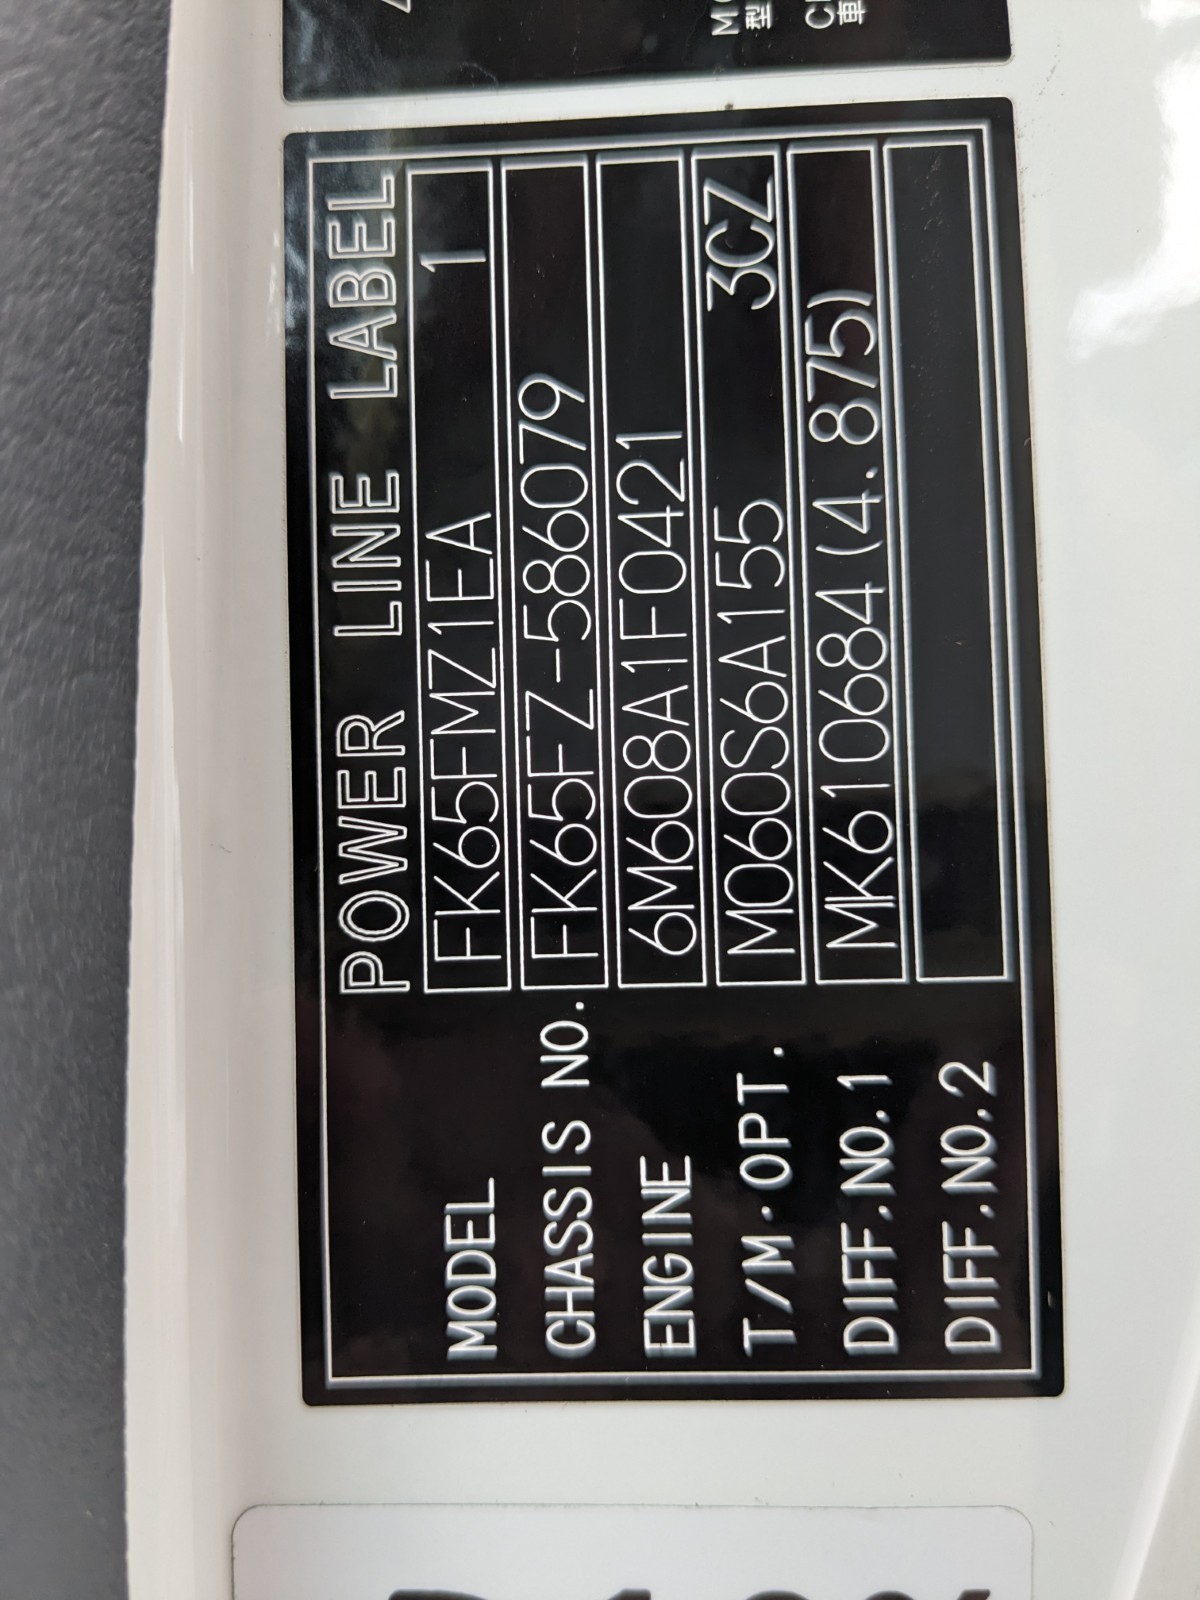 POWER LINE LABEL
MODEL FK65FMZ1EA 1
CHASSIS NO. FK65FZ-586079
ENGINE 6M608A1F0421
T/M.OPT. M060S6A155 3CZ
DIFF.NO.1 MK610684(4.875)
DIFF.NO.2